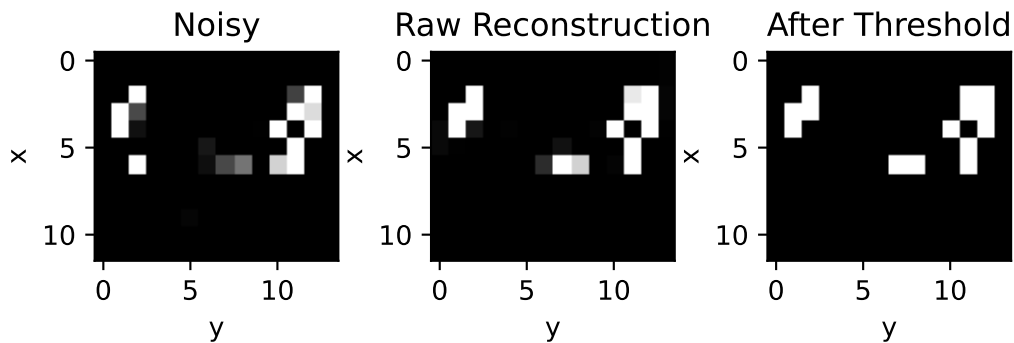 Noisy Raw Reconstruction After Threshold
0 0 0
x 5 x 5 x 5
10 10 10
0 5 10 0 5 10 0 5 10
y y y